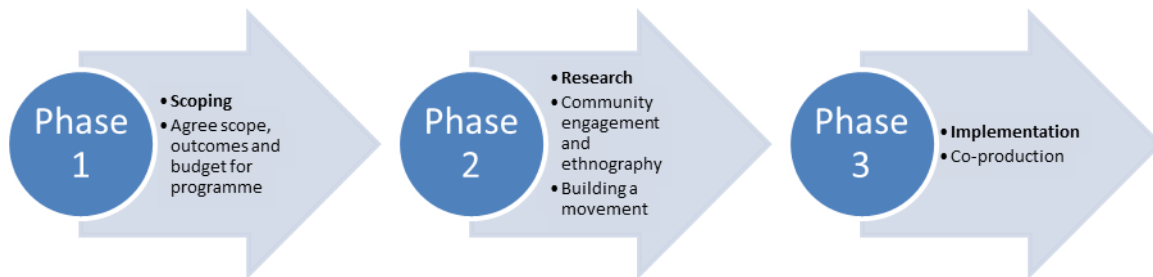 Phase
1
• Scoping
• Agree scope,
outcomes and
budget for
programme
Phase
2
• Research
• Community
engagement
and
ethnography
• Building a
movement
Phase
3
• Implementation
• Co-production